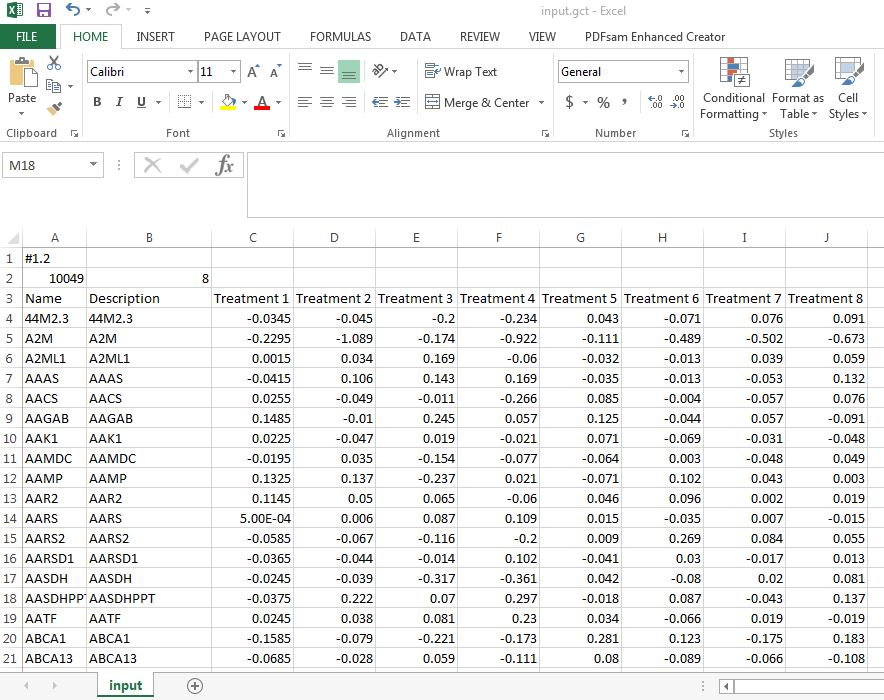 input.gct - Excel
FILE HOME INSERT PAGE LAYOUT FORMULAS DATA REVIEW VIEW PDFsam Enhanced Creator
Calibri 11 Wrap Text General
Paste B I U Merge & Center $ % , Conditional Formatting Format as Table Cell Styles
Clipboard Font Alignment Number Styles
M18 fx
A B C D E F G H I J
1 #1.2
2 10049 8
3 Name Description Treatment 1 Treatment 2 Treatment 3 Treatment 4 Treatment 5 Treatment 6 Treatment 7 Treatment 8
4 44M2.3 44M2.3 -0.0345 -0.045 -0.2 -0.234 0.043 -0.071 0.076 0.091
5 A2M A2M -0.2295 -1.089 -0.174 -0.922 -0.111 -0.489 -0.502 -0.673
6 A2ML1 A2ML1 0.0015 0.034 0.169 -0.06 -0.032 -0.013 0.039 0.059
7 AAAS AAAS -0.0415 0.106 0.143 0.169 -0.035 -0.013 -0.053 0.132
8 AACS AACS 0.0255 -0.049 -0.011 -0.266 0.085 -0.004 -0.057 0.076
9 AAGAB AAGAB 0.1485 -0.01 0.245 0.057 0.125 -0.044 0.057 -0.091
10 AAK1 AAK1 0.0225 -0.047 0.019 -0.021 0.071 -0.069 -0.031 -0.048
11 AAMDC AAMDC -0.0195 0.035 -0.154 -0.077 -0.064 0.003 -0.048 0.049
12 AAMP AAMP 0.1325 0.137 -0.237 0.021 -0.071 0.102 0.043 0.003
13 AAR2 AAR2 0.1145 0.05 0.065 -0.06 0.046 0.096 0.002 0.019
14 AARS AARS 5.00E-04 0.006 0.087 0.109 0.015 -0.035 0.007 -0.015
15 AARS2 AARS2 -0.0585 -0.067 -0.116 -0.2 0.009 0.269 0.084 0.055
16 AARSD1 AARSD1 -0.0365 -0.044 -0.014 0.102 -0.041 0.03 -0.017 0.013
17 AASDH AASDH -0.0245 -0.039 -0.317 -0.361 0.042 -0.08 0.02 0.081
18 AASDHPPT AASDHPPT -0.0375 0.222 0.07 0.297 -0.018 0.087 -0.043 0.137
19 AATF AATF 0.0245 0.038 0.081 0.23 0.034 -0.066 0.019 -0.019
20 ABCA1 ABCA1 -0.1585 -0.079 -0.221 -0.173 0.281 0.123 -0.175 0.183
21 ABCA13 ABCA13 -0.0685 -0.028 0.059 -0.111 0.08 -0.089 -0.066 -0.108
input